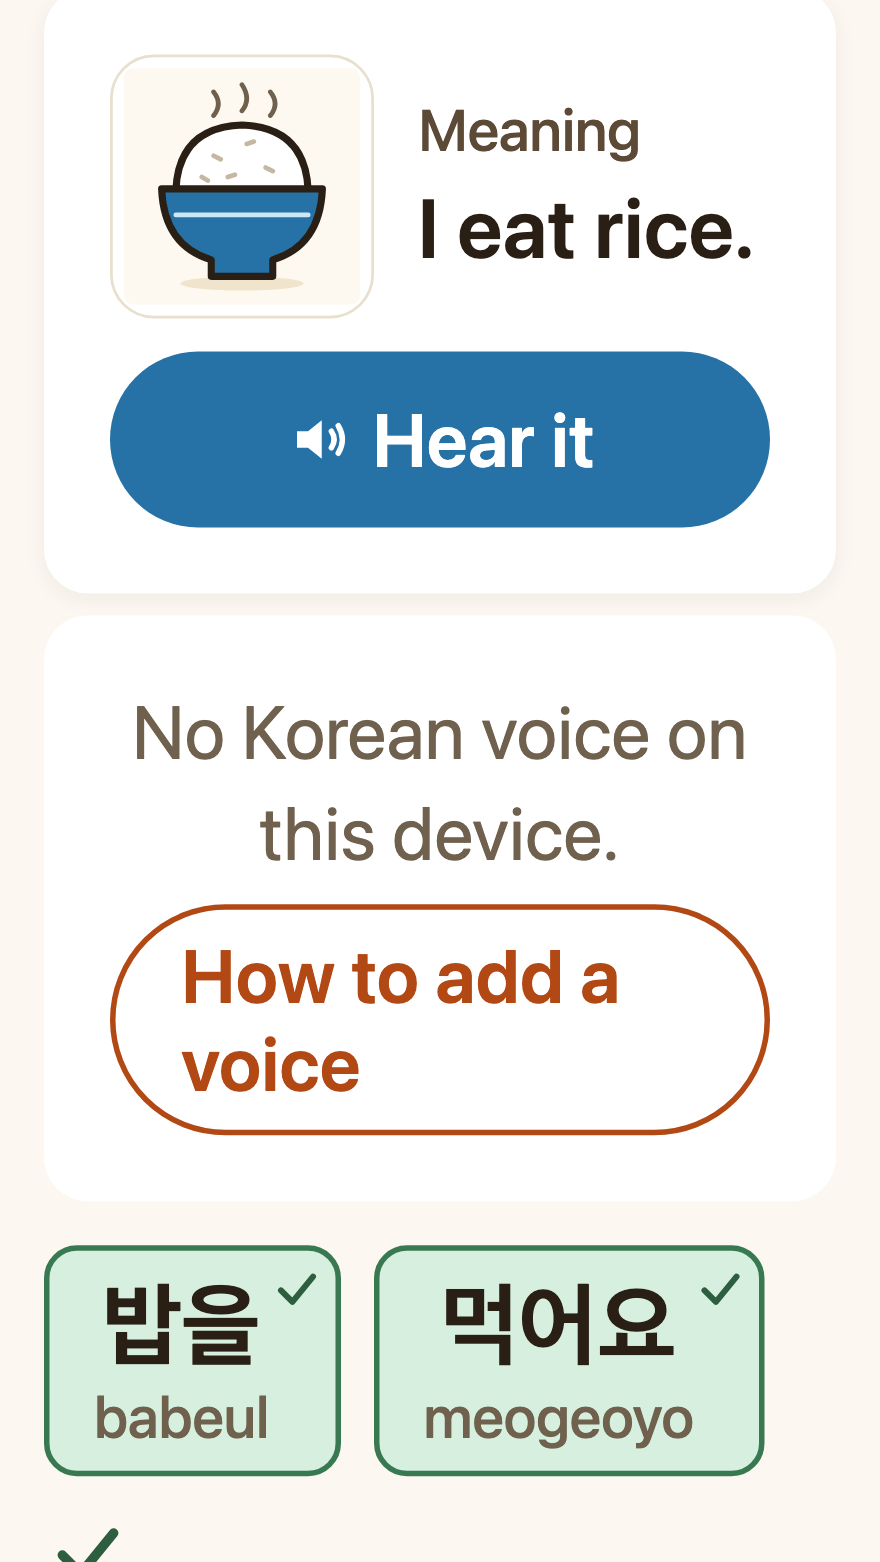 Meaning
I eat rice.
Hear it
No Korean voice on
this device.
How to add a
voice
밥을
babeul
먹어요
meogeoyo